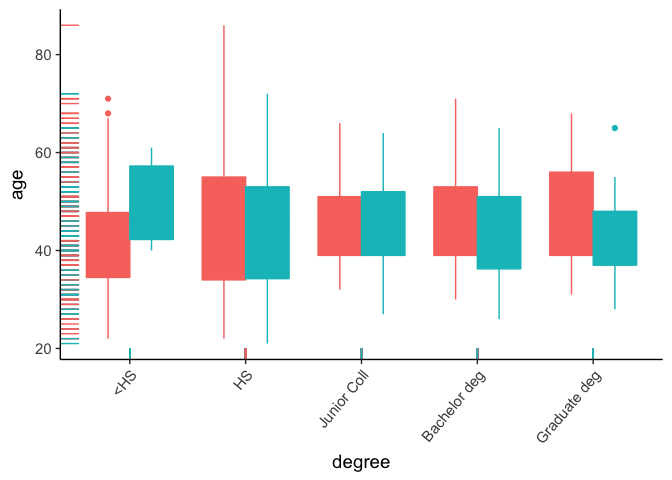 age
80
60
40
20
<HS
HS
Junior Coll
Bachelor deg
Graduate deg
degree